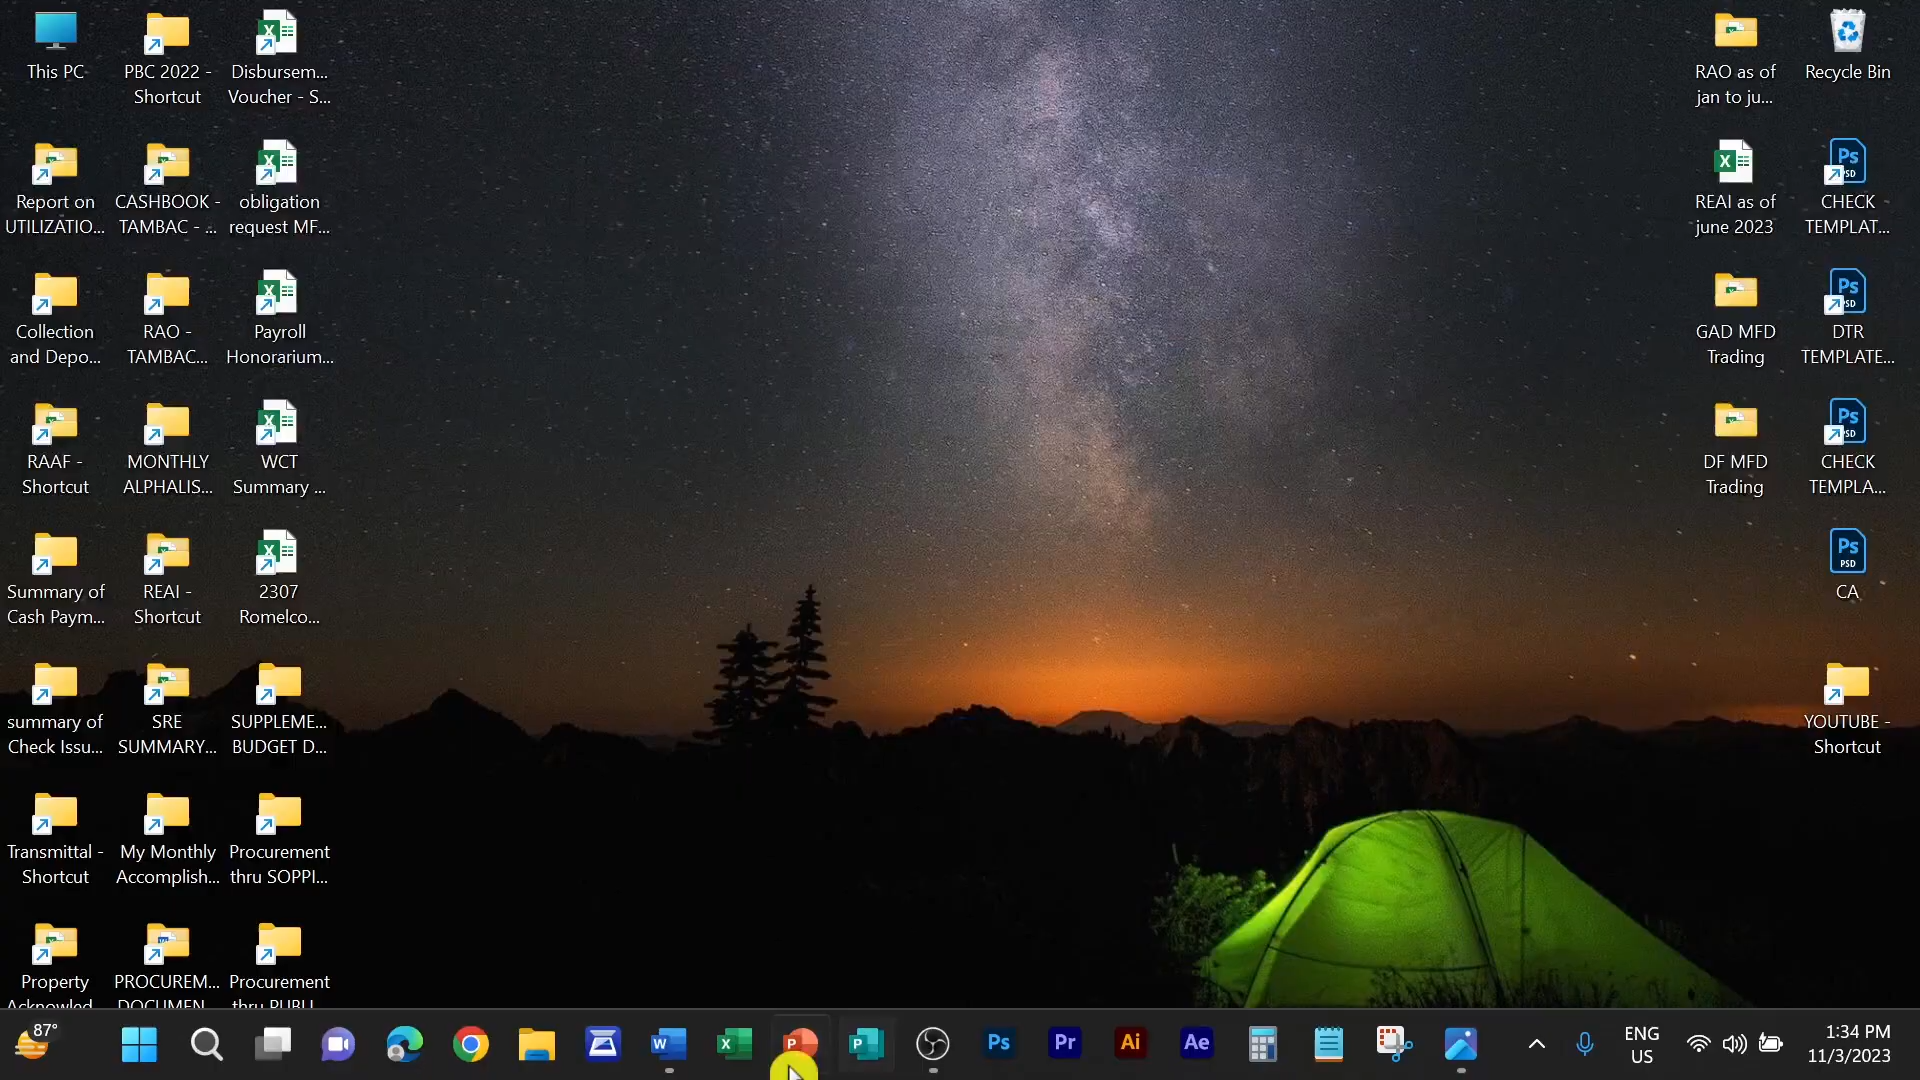 This PC
PBC 2022 -
Shortcut
Disbursem...
Voucher - S...
RAO as of
jan to ju...
Recycle Bin
Report on
UTILIZATIO...
CASHBOOK -
TAMBAC - ...
obligation
request MF...
REAI as of
june 2023
CHECK
TEMPLAT...
Collection
and Depo...
RAO -
TAMBAC...
Payroll
Honorarium...
GAD MFD
Trading
DTR
TEMPLATE...
RAAF -
Shortcut
MONTHLY
ALPHALIS...
WCT
Summary ...
DF MFD
Trading
CHECK
TEMPLA...
Summary of
Cash Paym...
REAI -
Shortcut
2307
Romelco...
CA
summary of
Check Issu...
SRE
SUMMARY...
SUPPLEME...
BUDGET D...
YOUTUBE -
Shortcut
Transmittal -
Shortcut
My Monthly
Accomplish...
Procurement
thru SOPPI...
Property
Acknowled...
PROCUREM...
DOCUMEN...
Procurement
thru PUBLI...
87°
ENG
US
1:34 PM
11/3/2023